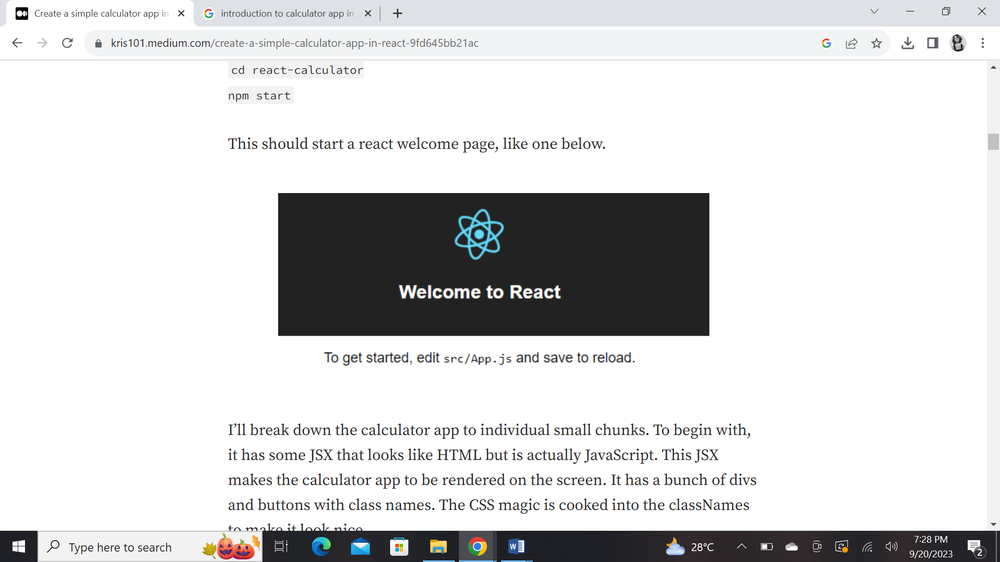 Create a simple calculator app in
introduction to calculator app in
kris101.medium.com/create-a-simple-calculator-app-in-react-9fd645bb21ac
cd react-calculator
npm start
This should start a react welcome page, like one below.
Welcome to React
To get started, edit src/App.js and save to reload.
I’ll break down the calculator app to individual small chunks. To begin with,
it has some JSX that looks like HTML but is actually JavaScript. This JSX
makes the calculator app to be rendered on the screen. It has a bunch of divs
and buttons with class names. The CSS magic is cooked into the classNames
to make it look nice
Type here to search
28°C
7:28 PM
9/20/2023
2